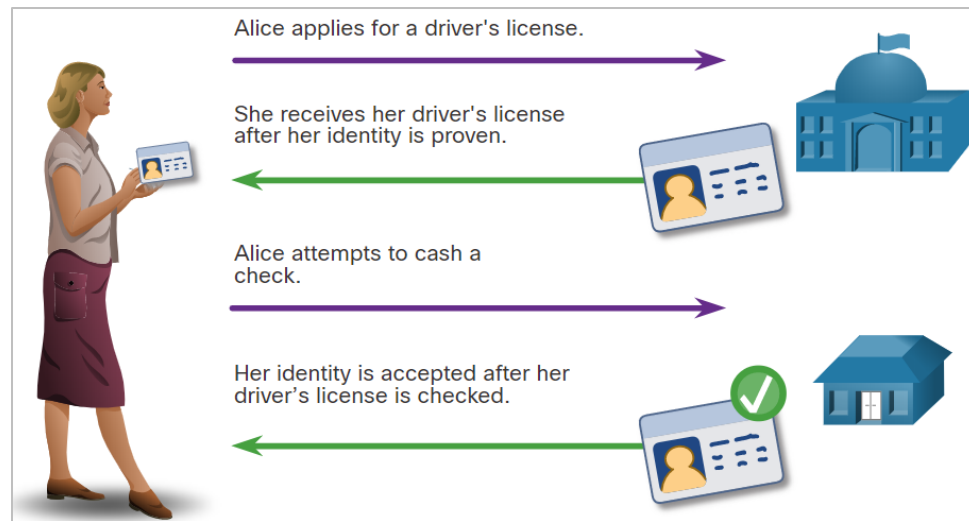 Alice applies for a driver's license.
She receives her driver's license
after her identity is proven.
Alice attempts to cash a
check.
Her identity is accepted after her
driver’s license is checked.